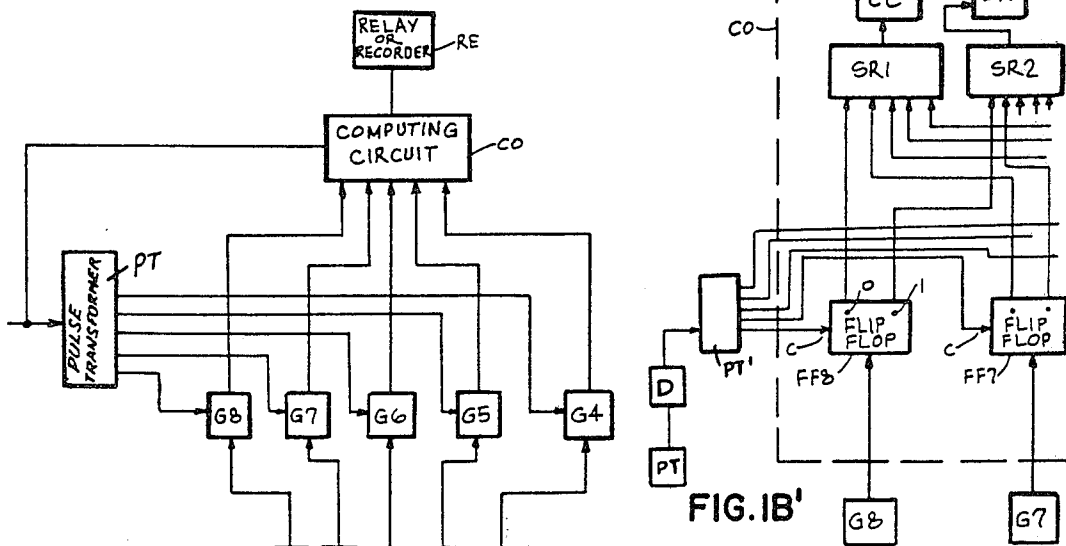 RELAY
OR
RECORDER
RE
COMPUTING
CIRCUIT
CO
PULSE
TRANSFORMER
PT
G8
G7
G6
G5
G4
CO
SR1
SR2
0
1
FLIP
FLOP
C
FF8
FLIP
FLOP
C
FF7
PT'
D
PT
FIG.1B'
G8
G7